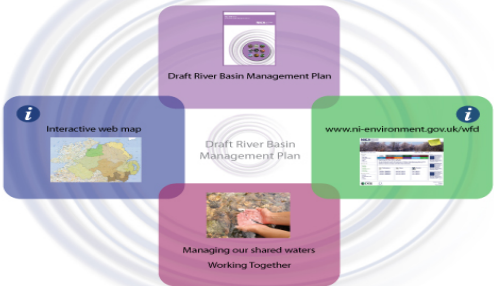 Draft River Basin Management Plan
i
Interactive web map
i
www.ni-environment.gov.uk/wfd
Draft River Basin
Management Plan
Managing our shared waters
Working Together